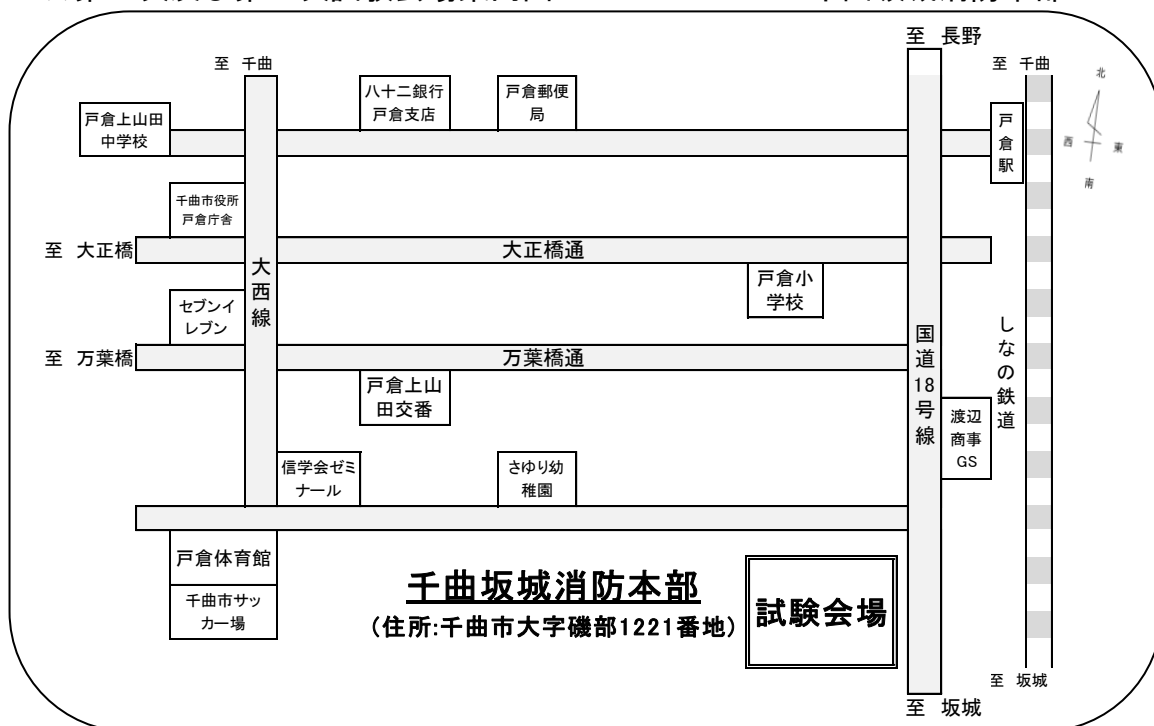 至 長野
至 千曲
至 千曲
北
西
東
南
八十二銀行
戸倉支店
戸倉郵便
局
戸倉上山田
中学校
戸倉駅
千曲市役所
戸倉庁舎
至 大正橋
大正橋通
大西線
戸倉小
学校
セブンイ
レブン
至 万葉橋
万葉橋通
国道18号線
しなの鉄道
戸倉上山
田交番
渡辺
商事
GS
信学会ゼミ
ナール
さゆり幼
稚園
戸倉体育館
千曲市サッ
カー場
千曲坂城消防本部
（住所:千曲市大字磯部1221番地）
試験会場
至 坂城
至 坂城